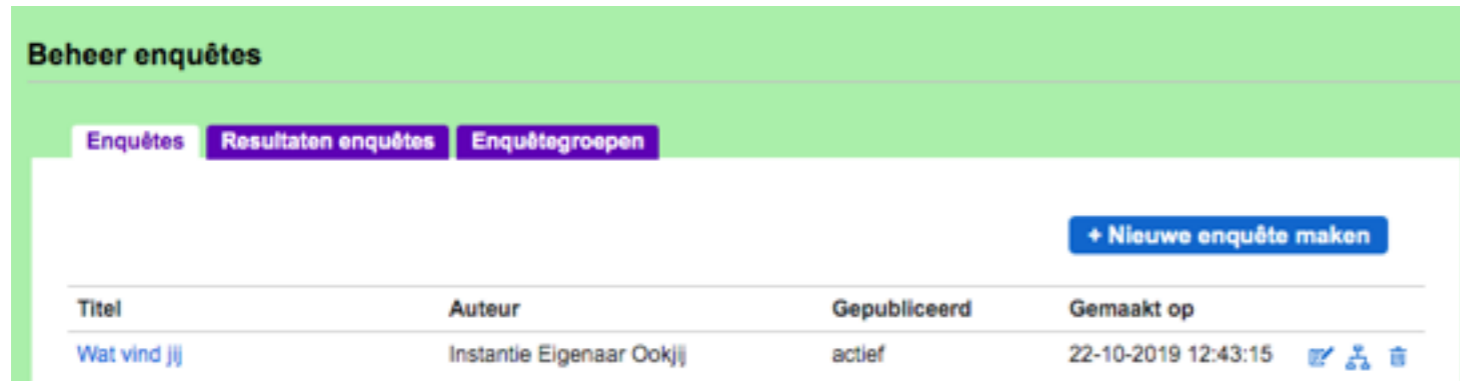 Beheer enquêtes
Enquêtes Resultaten enquêtes Enquêtegroepen
+ Nieuwe enquête maken
Titel Auteur Gepubliceerd Gemaakt op
Wat vind jij Instantie Eigenaar Ookjij actief 22-10-2019 12:43:15